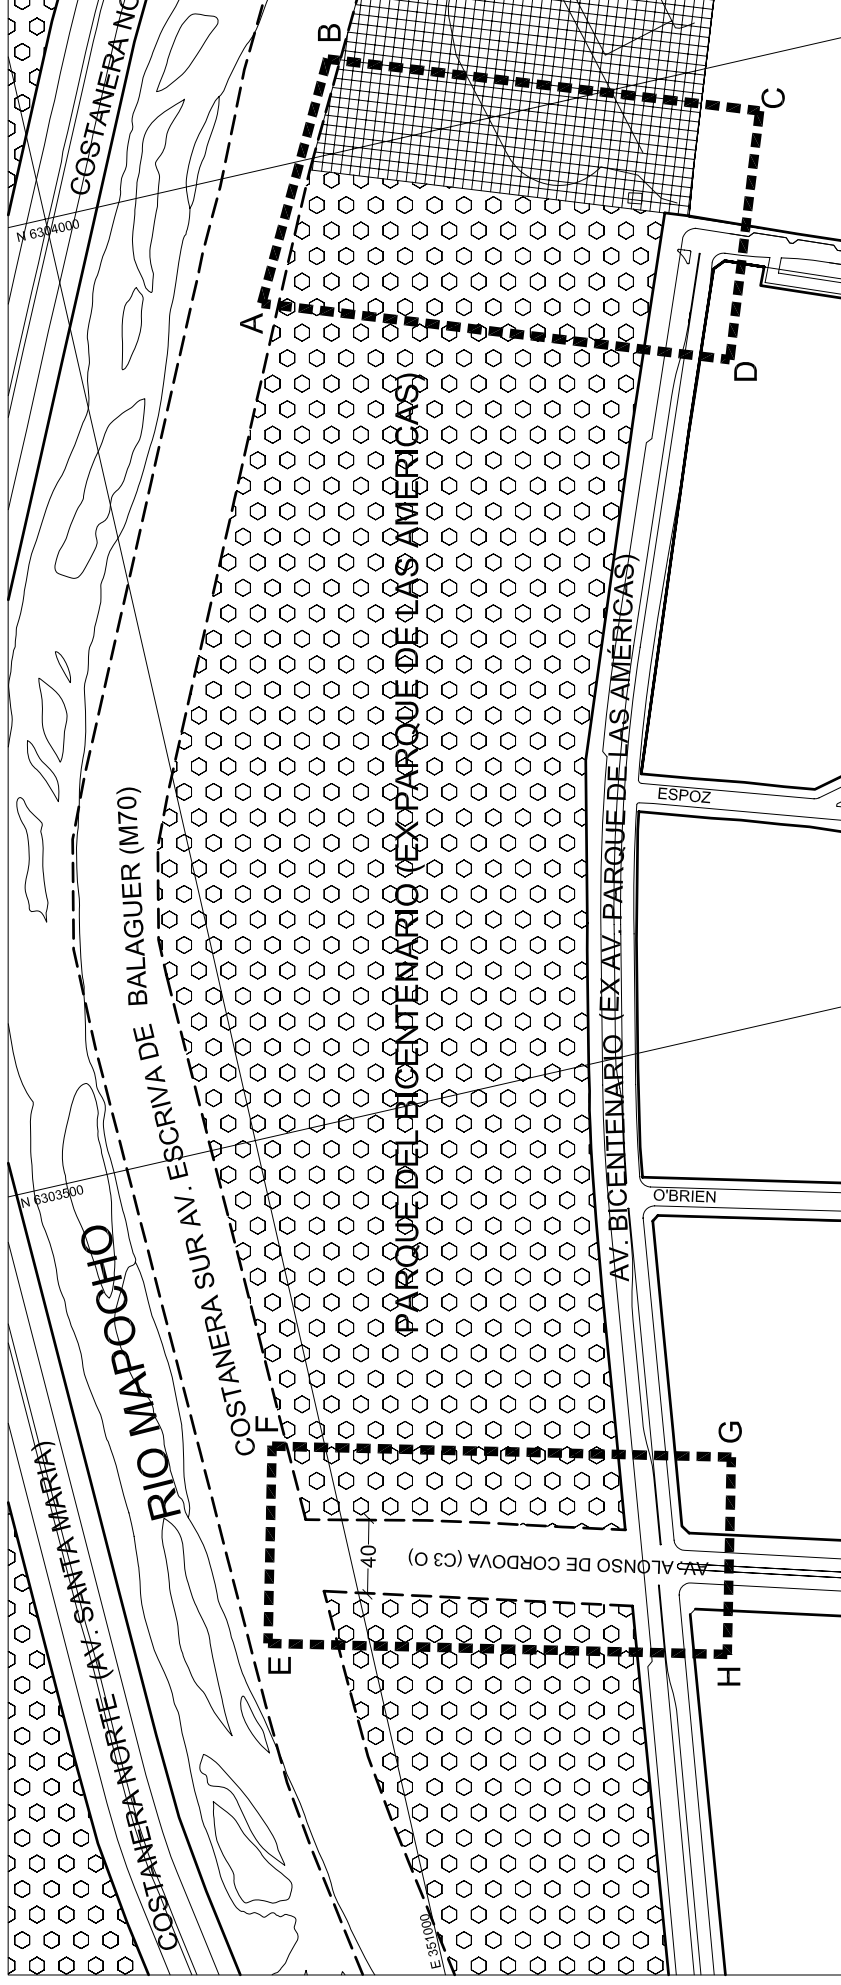 COSTANERA NO
N 6304000
B
C
A
D
PARQUE DEL BICENTENARIO (EX PARQUE DE LAS AMERICAS)
AV. BICENTENARIO (EX AV. PARQUE DE LAS AMÉRICAS)
ESPOZ
COSTANERA SUR AV. ESCRIVA DE BALAGUER (M70)
N 6303500
O'BRIEN
RIO MAPOCHO
COSTANERA NORTE (AV. SANTA MARIA)
F
G
40
AV. ALONSO DE CORDOVA (C3 O)
E
H
E 351000